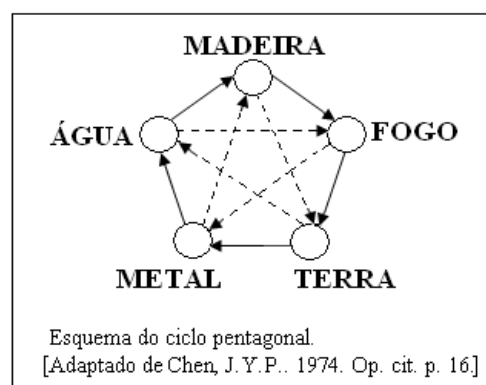 MADEIRA
ÁGUA
FOGO
METAL
TERRA
Esquema do ciclo pentagonal.
[Adaptado de Chen, J.Y.P.. 1974. Op. cit. p. 16.]